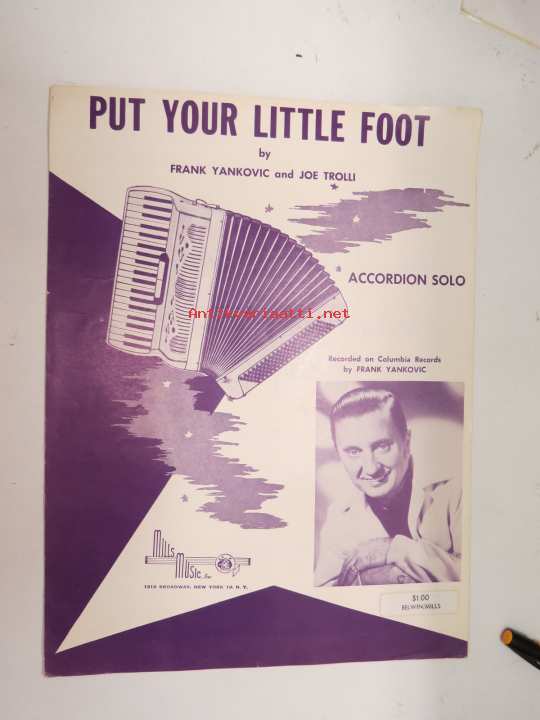 PUT YOUR LITTLE FOOT
by
FRANK YANKOVIC and JOE TROLLI
ACCORDION SOLO
Antikvariaatti.net
Recorded on Columbia Records
by FRANK YANKOVIC
Mills
Music, Inc.
1619 BROADWAY, NEW YORK 19, N. Y.
$1.00
BELWIN/MILLS